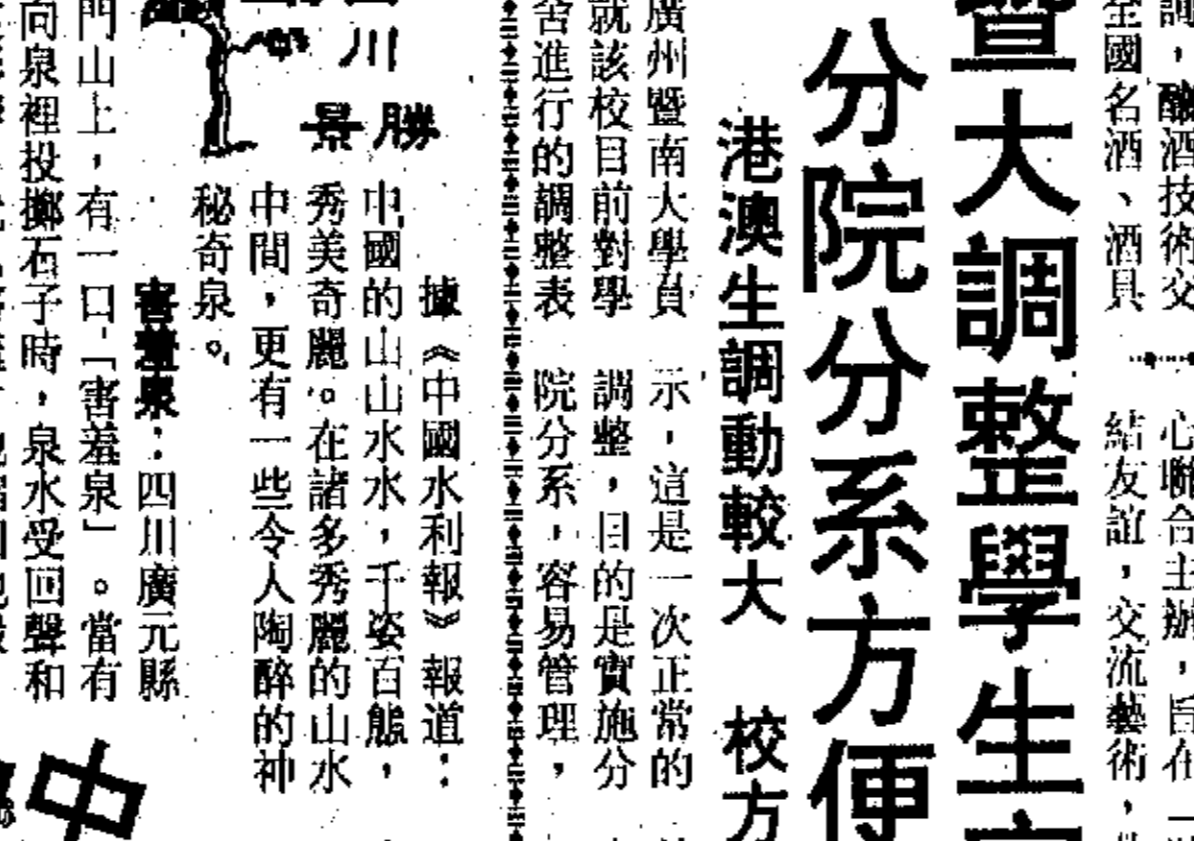 詞，釀酒技術交
全國名酒、酒具
心聯合主辦，旨在
結友誼，交流藝術，
暨大調整學生
分院分系方便
港澳生調動較大 校方
廣州暨南大學負
就該校目前對學
舍進行的調整表
示，這是一次正常的
調整，目的是實施分
院分系，容易管理，
川
勝景
據《中國水利報》報道：
中國的山山水水，千姿百態，
秀美奇麗。在諸多秀麗的山水
中間，更有一些令人陶醉的神
秘奇泉。
害羞泉：四川廣元縣
門山上，有一口「害羞泉」。當有
向泉裡投擲石子時，泉水受回聲和
中